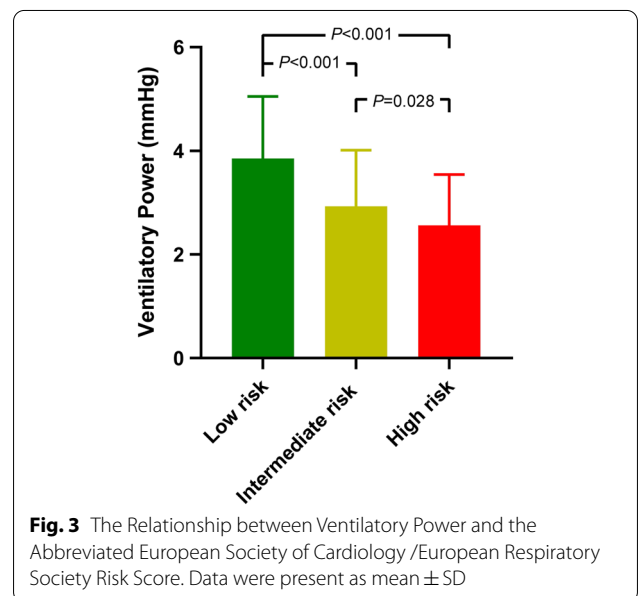 P<0.001
P<0.001
P=0.028
Ventilatory Power (mmHg)
6
4
2
0
Low risk
Intermediate risk
High risk
Fig. 3 The Relationship between Ventilatory Power and the
Abbreviated European Society of Cardiology /European Respiratory
Society Risk Score. Data were present as mean ± SD